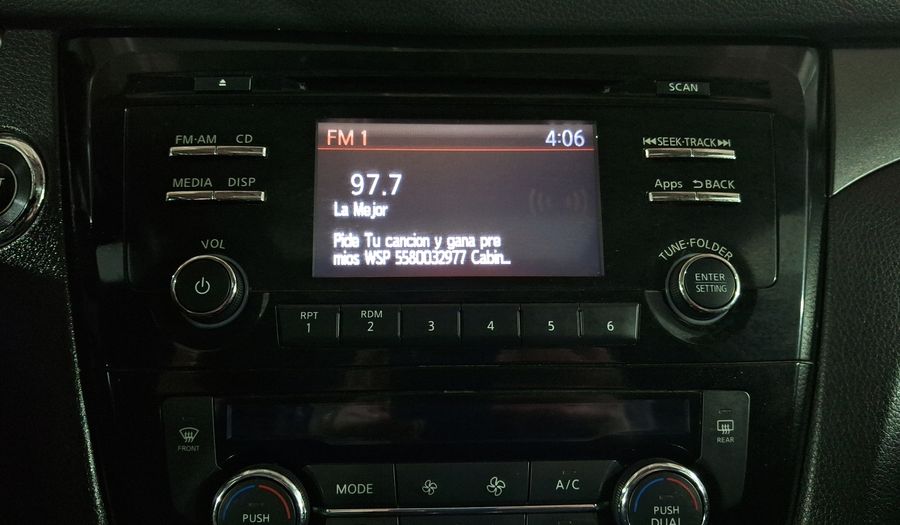 SCAN
FM·AM CD
MEDIA DISP
VOL
FM 1 4:06
97.7
La Mejor
Pide Tu cancion y gana pre
mios WSP 5580032977 Cabin...
SEEK·TRACK
Apps BACK
TUNE·FOLDER
ENTER
SETTING
RPT RDM
1 2 3 4 5 6
FRONT
REAR
MODE A/C
PUSH
PUSH
DUAL